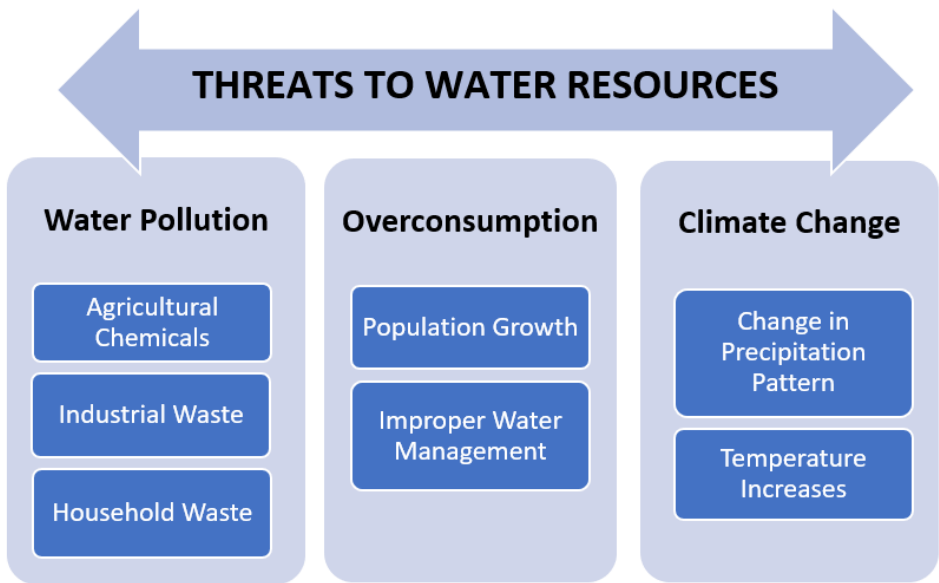 THREATS TO WATER RESOURCES
Water Pollution
Agricultural
Chemicals
Industrial Waste
Household Waste
Overconsumption
Population Growth
Improper Water
Management
Climate Change
Change in
Precipitation
Pattern
Temperature
Increases